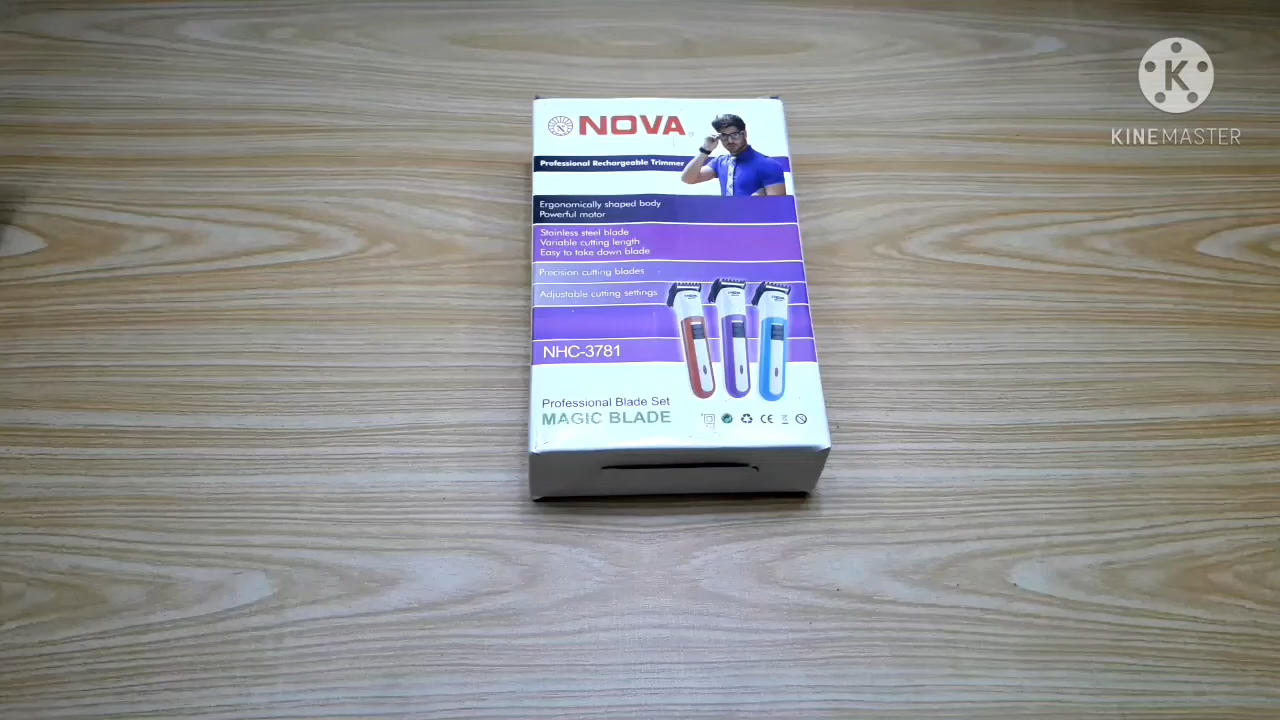 NOVA
Professional Rechargeable Trimmer
Ergonomically shaped body
Powerful motor
Stainless steel blade
Variable cutting length
Easy to take down blade
Precision cutting blades
Adjustable cutting settings
NHC-3781
Professional Blade Set
MAGIC BLADE
CE
K
KINEMASTER